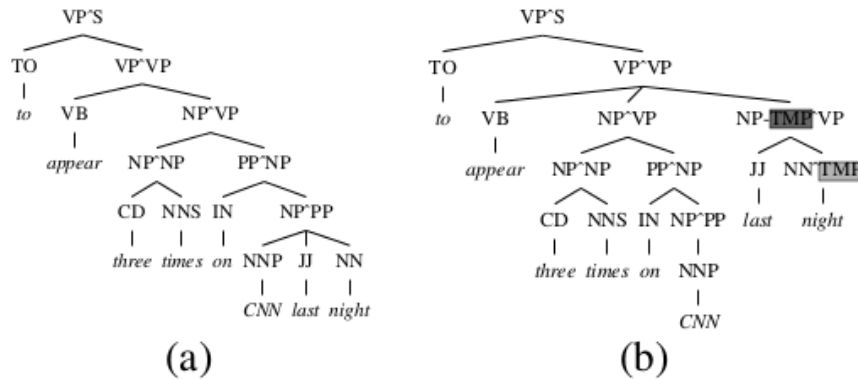 VP^S VP^S
TO VP^VP TO VP^VP
to VB NP^VP to VB NP^VP NP-TMP^VP
appear NP^NP PP^NP appear NP^NP PP^NP JJ NN^TMP
CD NNS IN NP^PP CD NNS IN NP^PP last night
three times on NNP JJ NN three times on NNP
CNN last night CNN
(a) (b)